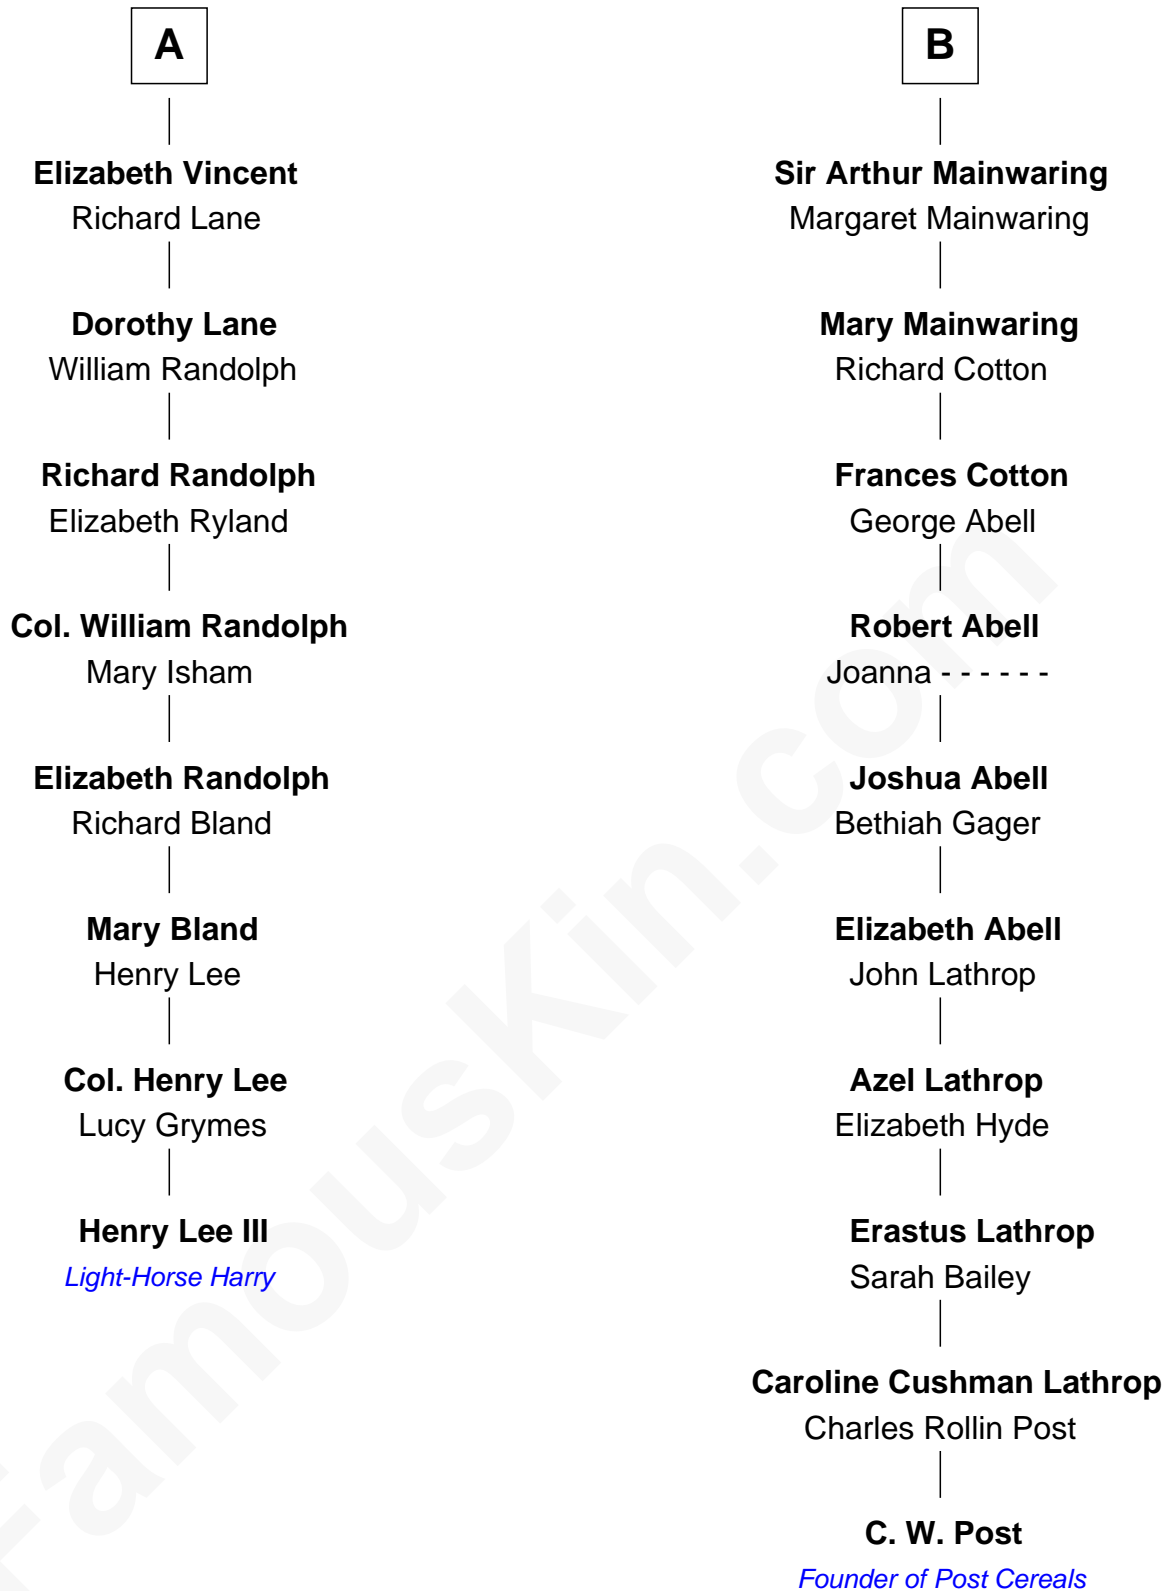 A
Elizabeth Vincent
Richard Lane
Dorothy Lane
William Randolph
Richard Randolph
Elizabeth Ryland
Col. William Randolph
Mary Isham
Elizabeth Randolph
Richard Bland
Mary Bland
Henry Lee
Col. Henry Lee
Lucy Grymes
Henry Lee III
Light-Horse Harry
B
Sir Arthur Mainwaring
Margaret Mainwaring
Mary Mainwaring
Richard Cotton
Frances Cotton
George Abell
Robert Abell
Joanna - - - - - -
Joshua Abell
Bethiah Gager
Elizabeth Abell
John Lathrop
Azel Lathrop
Elizabeth Hyde
Erastus Lathrop
Sarah Bailey
Caroline Cushman Lathrop
Charles Rollin Post
C. W. Post
Founder of Post Cereals
FamousKin.com